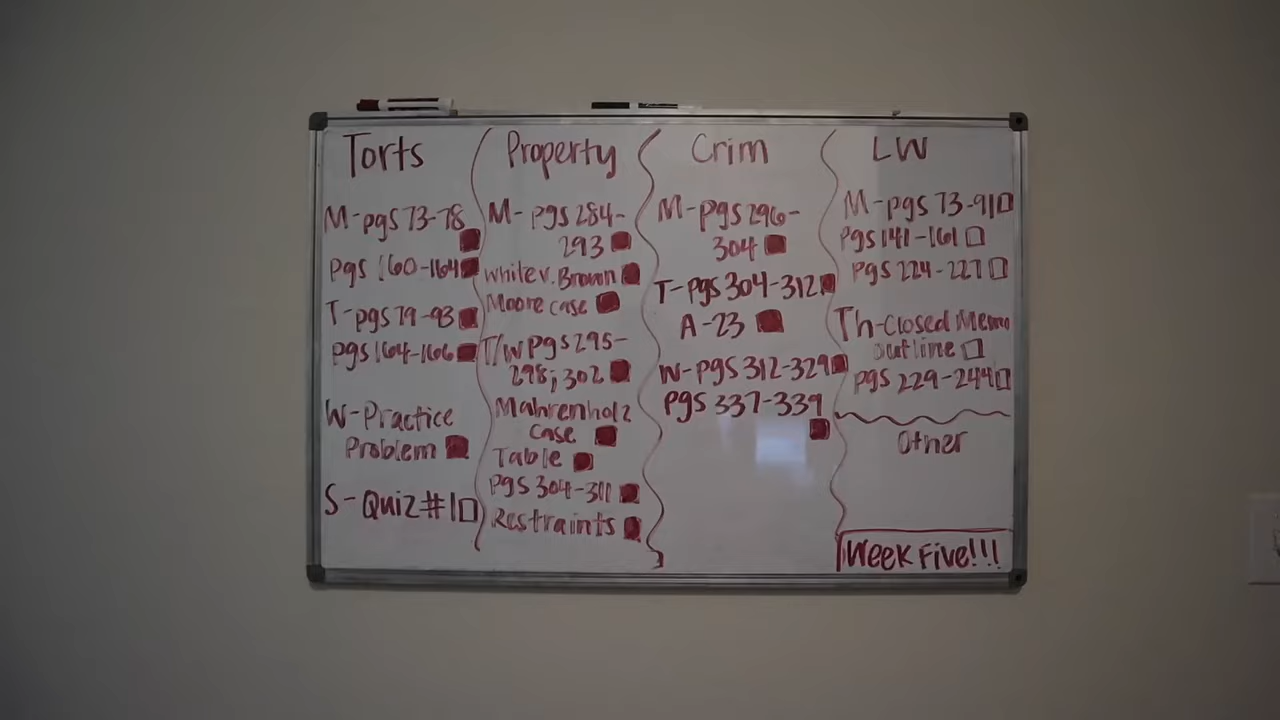 Torts
M-pgs 73-78
pgs 160-164
T-pgs 79-93
pgs 164-166
W-Practice
Problem
S-Quiz #1
Property
M-pgs 284-
293
White v. Brown
Moore case
T/W pgs 295-
298; 302
Mahrenholz
case
Table
pgs 304-311
Restraints
Crim
M-pgs 296-
304
T-pgs 304-312
A-23
W-pgs 312-329
pgs 337-339
LW
M-pgs 73-91
pgs 141-161
pgs 224-227
Th-Closed Memo
outline
pgs 229-244
Other
Week Five!!!